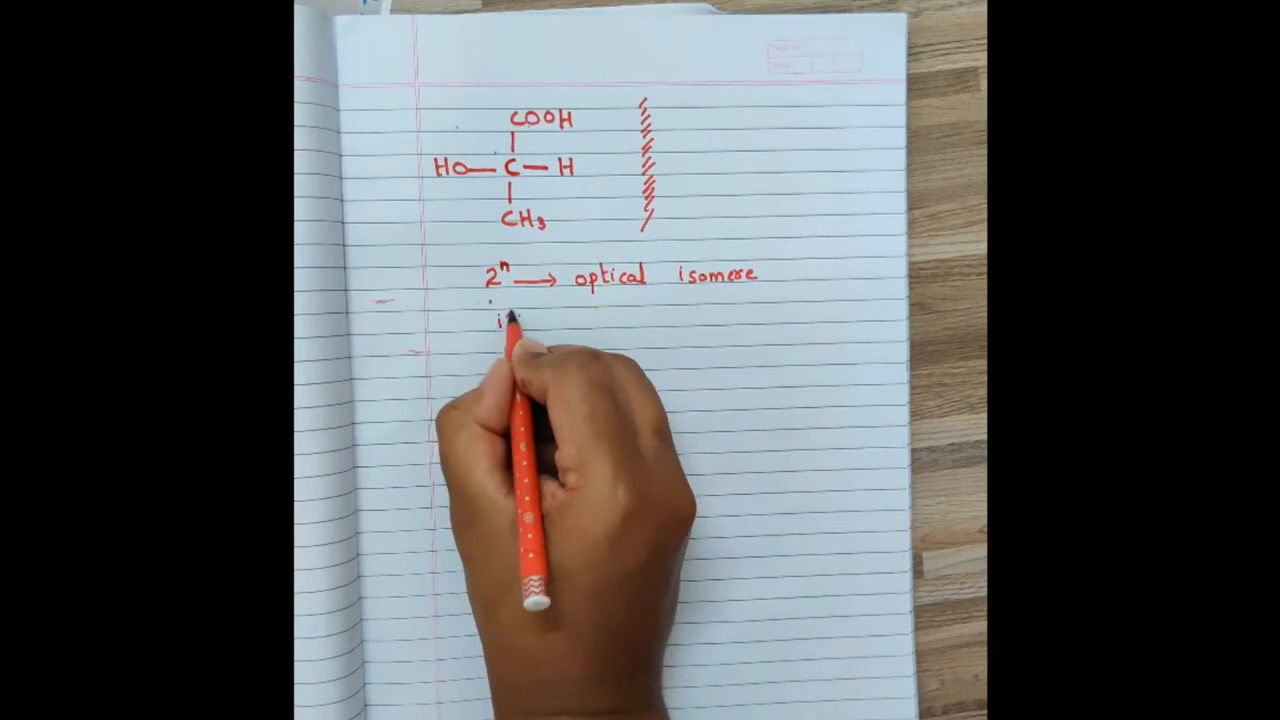 COOH
HO—C—H
CH₃
2ⁿ → optical isomere
i